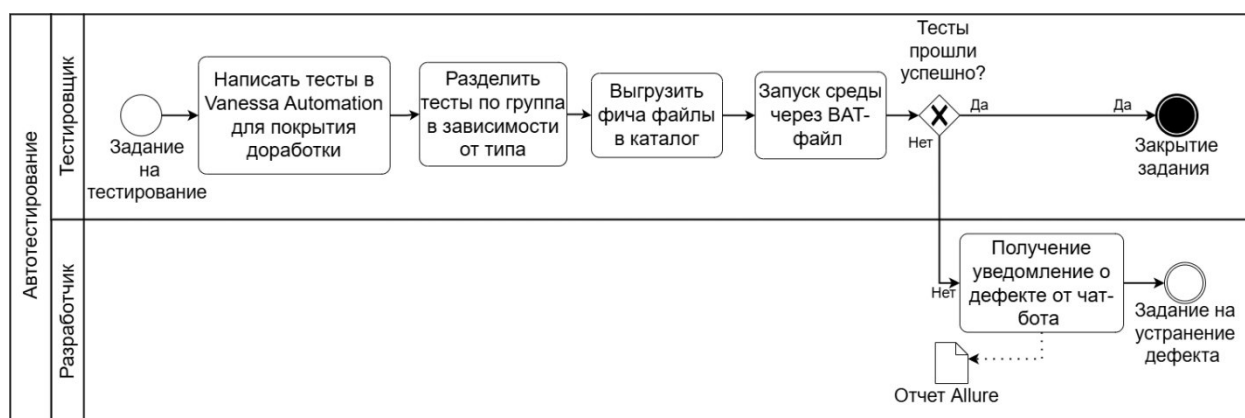 Автотестирование
Тестировщик
Задание
на
тестирование
Написать тесты в
Vanessa Automation
для покрытия
доработки
Разделить
тесты по группа
в зависимости
от типа
Выгрузить
фича файлы
в каталог
Запуск среды
через BAT-
файл
Тесты
прошли
успешно?
Да
Да
Нет
Закрытие
задания
Разработчик
Нет
Получение
уведомление о
дефекте от чат-
бота
Задание на
устранение
дефекта
Отчет Allure